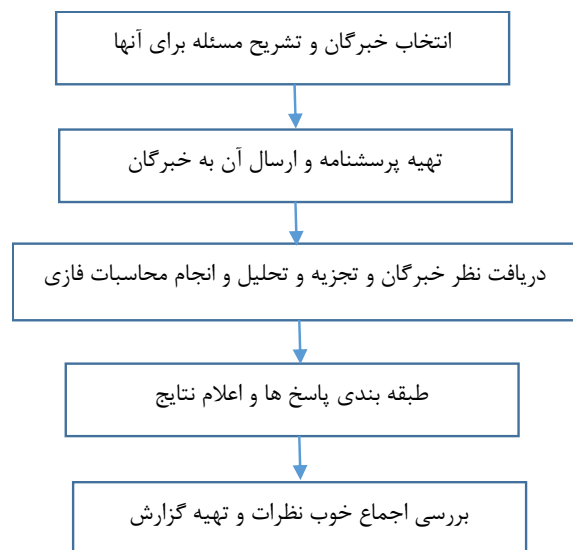 انتخاب خبرگان و تشریح مسئله برای آنها
تهیه پرسشنامه و ارسال آن به خبرگان
دریافت نظر خبرگان و تجزیه و تحلیل و انجام محاسبات فازی
طبقه بندی پاسخ ها و اعلام نتایج
بررسی اجماع خوب نظرات و تهیه گزارش